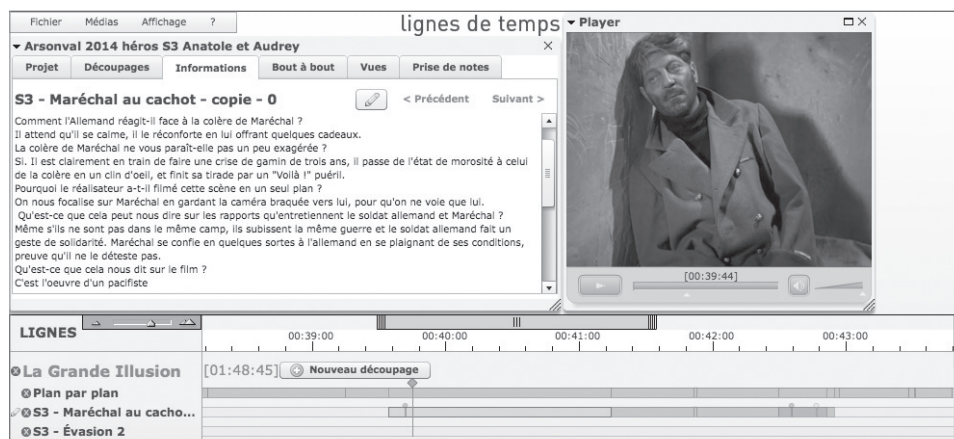 Fichier Médias Affichage ?
lignes de temps
Player
Arsonval 2014 héros S3 Anatole et Audrey
Projet Découpages Informations Bout à bout Vues Prise de notes
S3 - Maréchal au cachot - copie - 0
< Précédent Suivant >
Comment l'Allemand réagit-il face à la colère de Maréchal ?
Il attend qu'il se calme, il le réconforte en lui offrant quelques cadeaux.
La colère de Maréchal ne vous paraît-elle pas un peu exagérée ?
Si. Il est clairement en train de faire une crise de gamin de trois ans, il passe de l'état de morosité à celui
de la colère en un clin d'oeil, et finit sa tirade par un "Voilà !" puéril.
Pourquoi le réalisateur a-t-il filmé cette scène en un seul plan ?
On nous focalise sur Maréchal en gardant la caméra braquée vers lui, pour qu'on ne voie que lui.
Qu'est-ce que cela peut nous dire sur les rapports qu'entretiennent le soldat allemand et Maréchal ?
Même s'ils ne sont pas dans le même camp, ils subissent la même guerre et le soldat allemand fait un
geste de solidarité. Maréchal se confie en quelques sortes à l'allemand en se plaignant de ses conditions,
preuve qu'il ne le déteste pas.
Qu'est-ce que cela nous dit sur le film ?
C'est l'oeuvre d'un pacifiste
[00:39:44]
LIGNES
00:39:00 00:40:00 00:41:00 00:42:00 00:43:00
La Grande Illusion [01:48:45] Nouveau découpage
Plan par plan
S3 - Maréchal au cacho...
S3 - Évasion 2